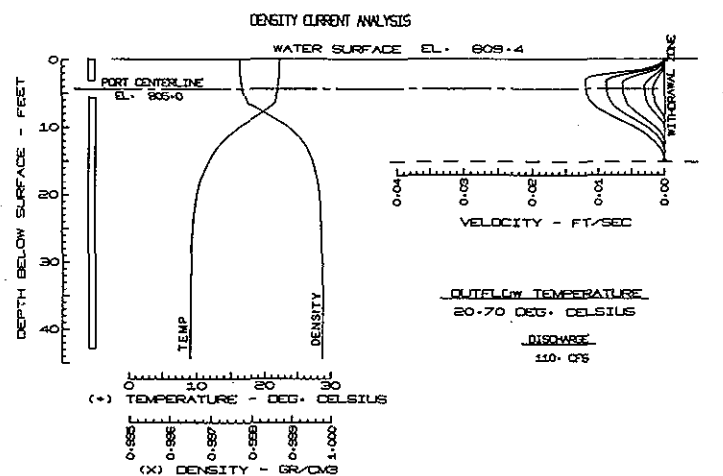 DENSITY CURRENT ANALYSIS
WATER SURFACE EL. 809.4
PORT CENTERLINE
EL. 805.0
WITHDRAWAL ZONE
DEPTH BELOW SURFACE - FEET
0
10
20
30
40
0.04
0.03
0.02
0.01
0.00
VELOCITY - FT/SEC
TEMP
DENSITY
OUTFLOW TEMPERATURE
20.70 DEG. CELSIUS
DISCHARGE
110. CFS
0 10 20 30
(+) TEMPERATURE - DEG. CELSIUS
0.995 0.996 0.997 0.998 0.999 1.000
(X) DENSITY - GR/CM3